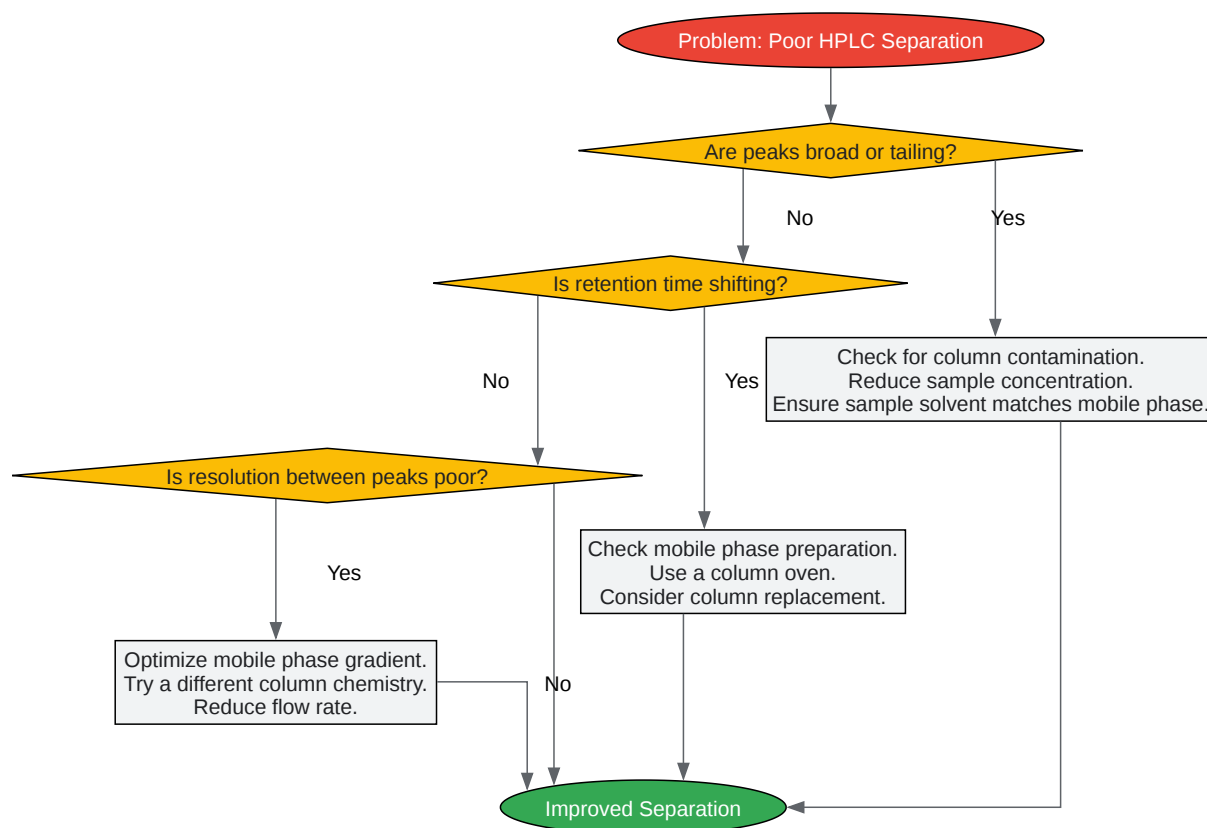 Problem: Poor HPLC Separation
Are peaks broad or tailing?
No
Yes
Is retention time shifting?
Check for column contamination.
Reduce sample concentration.
Ensure sample solvent matches mobile phase.
No
Yes
Is resolution between peaks poor?
Check mobile phase preparation.
Use a column oven.
Consider column replacement.
Yes
Optimize mobile phase gradient.
Try a different column chemistry.
Reduce flow rate.
No
Improved Separation